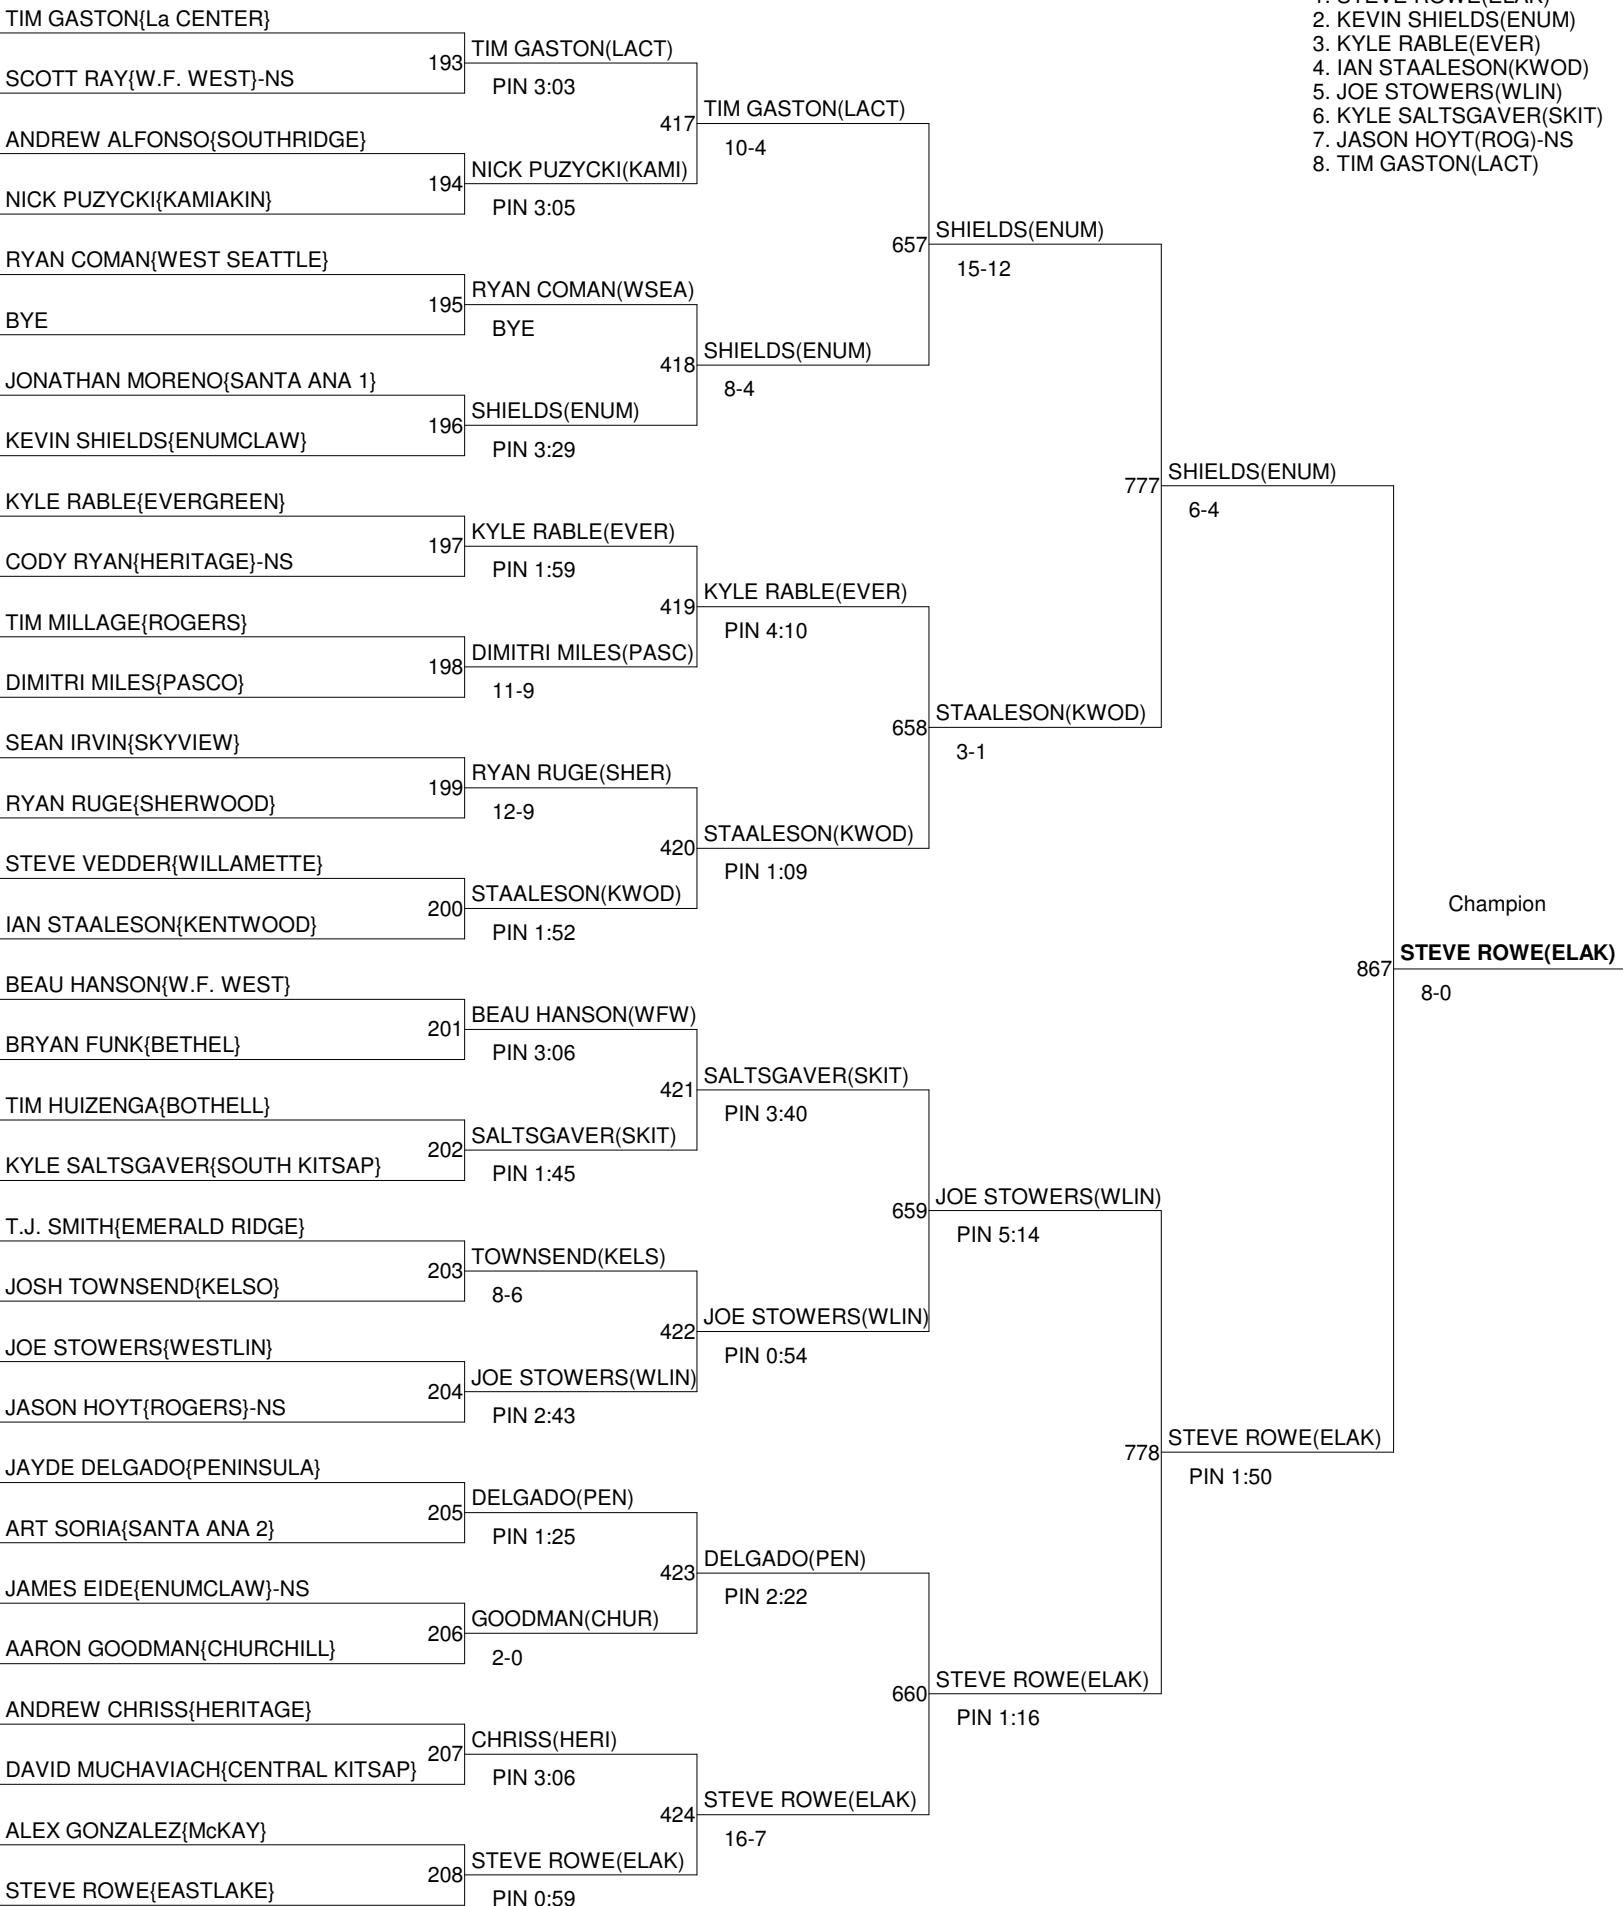 1. STEVE ROWE(ELAK)
2. KEVIN SHIELDS(ENUM)
3. KYLE RABLE(EVER)
4. IAN STAALESON(KWOD)
5. JOE STOWERS(WLIN)
6. KYLE SALTSGAVER(SKIT)
7. JASON HOYT(ROG)-NS
8. TIM GASTON(LACT)
TIM GASTON{La CENTER}
SCOTT RAY{W.F. WEST}-NS
ANDREW ALFONSO{SOUTHRIDGE}
NICK PUZYCKI{KAMIAKIN}
RYAN COMAN{WEST SEATTLE}
BYE
JONATHAN MORENO{SANTA ANA 1}
KEVIN SHIELDS{ENUMCLAW}
KYLE RABLE{EVERGREEN}
CODY RYAN{HERITAGE}-NS
TIM MILLAGE{ROGERS}
DIMITRI MILES{PASCO}
SEAN IRVIN{SKYVIEW}
RYAN RUGE{SHERWOOD}
STEVE VEDDER{WILLAMETTE}
IAN STAALESON{KENTWOOD}
BEAU HANSON{W.F. WEST}
BRYAN FUNK{BETHEL}
TIM HUIZENGA{BOTHELL}
KYLE SALTSGAVER{SOUTH KITSAP}
T.J. SMITH{EMERALD RIDGE}
JOSH TOWNSEND{KELSO}
JOE STOWERS{WESTLIN}
JASON HOYT{ROGERS}-NS
JAYDE DELGADO{PENINSULA}
ART SORIA{SANTA ANA 2}
JAMES EIDE{ENUMCLAW}-NS
AARON GOODMAN{CHURCHILL}
ANDREW CHRISS{HERITAGE}
DAVID MUCHAVIACH{CENTRAL KITSAP}
ALEX GONZALEZ{McKAY}
STEVE ROWE{EASTLAKE}
193 TIM GASTON(LACT)
PIN 3:03
194 NICK PUZYCKI(KAMI)
PIN 3:05
195 RYAN COMAN(WSEA)
BYE
196 SHIELDS(ENUM)
PIN 3:29
197 KYLE RABLE(EVER)
PIN 1:59
198 DIMITRI MILES(PASC)
11-9
199 RYAN RUGE(SHER)
12-9
200 STAALESON(KWOD)
PIN 1:52
201 BEAU HANSON(WFW)
PIN 3:06
202 SALTSGAVER(SKIT)
PIN 1:45
203 TOWNSEND(KELS)
8-6
204 JOE STOWERS(WLIN)
PIN 2:43
205 DELGADO(PEN)
PIN 1:25
206 GOODMAN(CHUR)
2-0
207 CHRISS(HERI)
PIN 3:06
208 STEVE ROWE(ELAK)
PIN 0:59
417 TIM GASTON(LACT)
10-4
418 SHIELDS(ENUM)
8-4
419 KYLE RABLE(EVER)
PIN 4:10
420 STAALESON(KWOD)
PIN 1:09
421 SALTSGAVER(SKIT)
PIN 3:40
422 JOE STOWERS(WLIN)
PIN 0:54
423 DELGADO(PEN)
PIN 2:22
424 STEVE ROWE(ELAK)
16-7
657 SHIELDS(ENUM)
15-12
658 STAALESON(KWOD)
3-1
659 JOE STOWERS(WLIN)
PIN 5:14
660 STEVE ROWE(ELAK)
PIN 1:16
777 SHIELDS(ENUM)
6-4
778 STEVE ROWE(ELAK)
PIN 1:50
Champion
867 STEVE ROWE(ELAK)
8-0